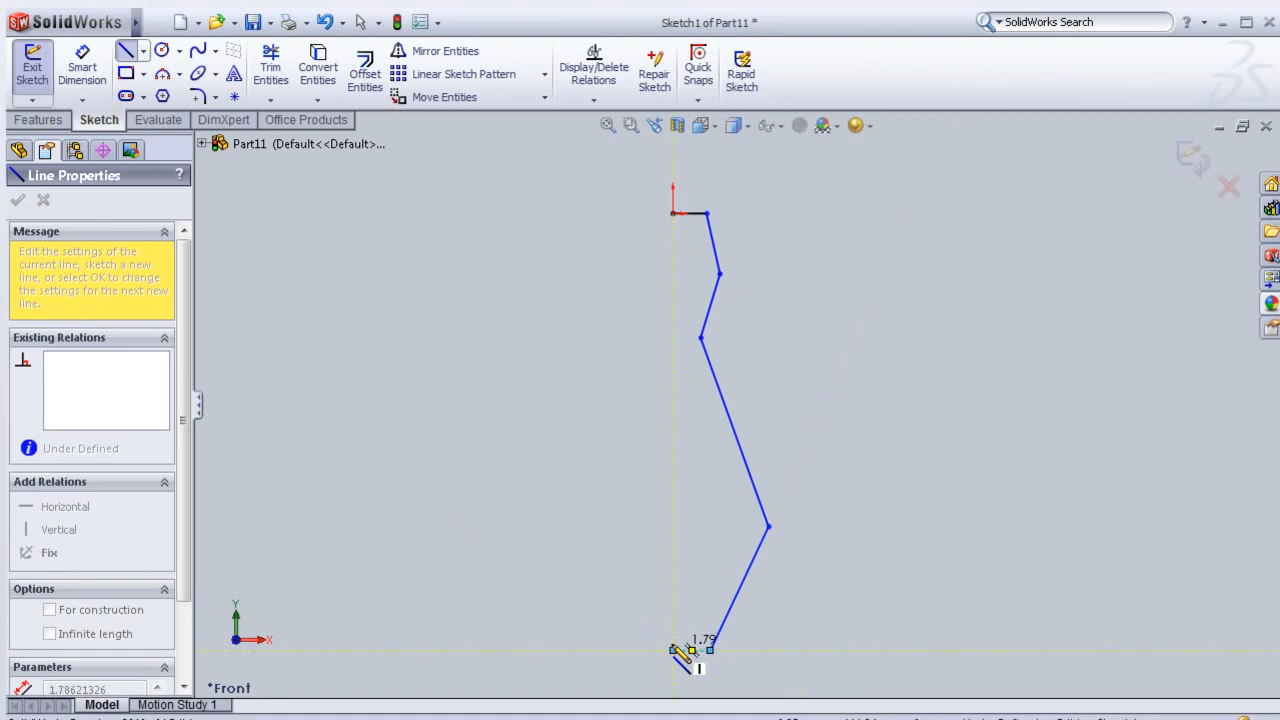 SolidWorks
Sketch1 of Part11 *
SolidWorks Search
?
Exit Sketch
Smart Dimension
Trim Entities
Convert Entities
Offset Entities
Mirror Entities
Linear Sketch Pattern
Move Entities
Display/Delete Relations
Repair Sketch
Quick Snaps
Rapid Sketch
Features
Sketch
Evaluate
DimXpert
Office Products
Part11 (Default<<Default>...
Line Properties
?
Message
Edit the settings of the
current line, sketch a new
line, or select OK to change
the settings for the next new
line.
Existing Relations
Under Defined
Add Relations
Horizontal
Vertical
Fix
Options
For construction
Infinite length
Parameters
1.78621326
1.79
Y
X
*Front
Model
Motion Study 1